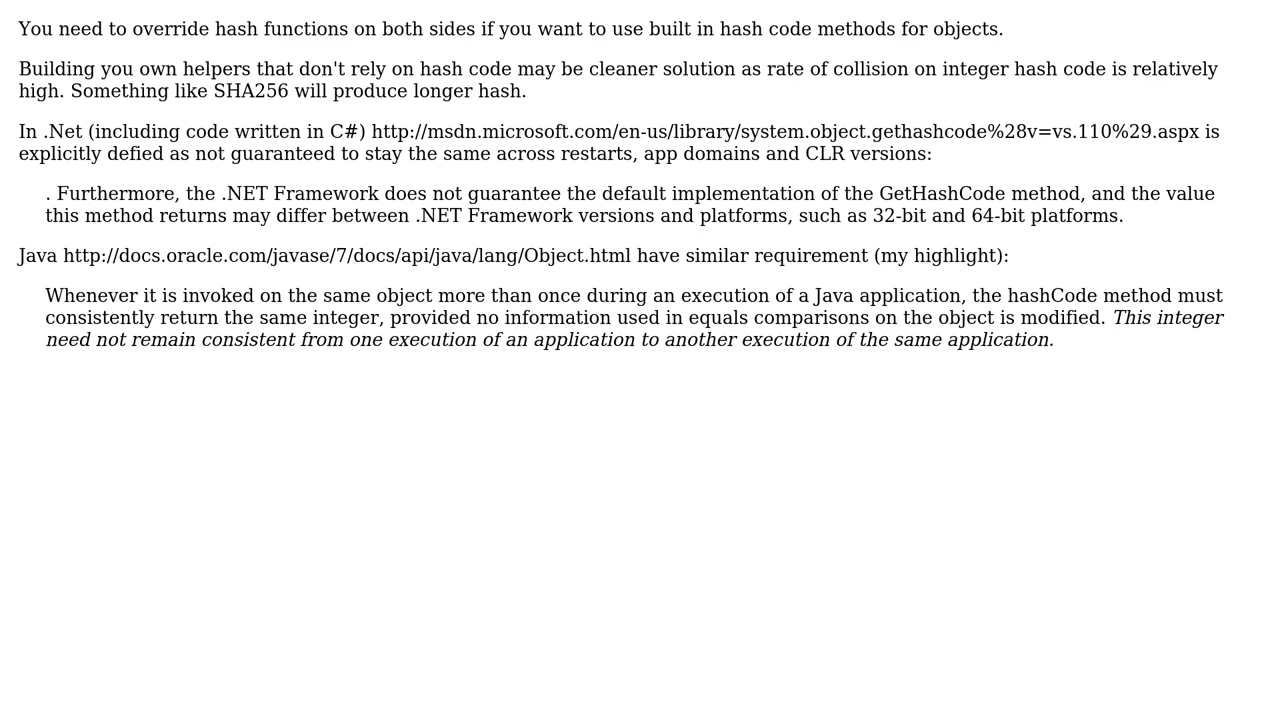 You need to override hash functions on both sides if you want to use built in hash code methods for objects.
Building you own helpers that don't rely on hash code may be cleaner solution as rate of collision on integer hash code is relatively
high. Something like SHA256 will produce longer hash.
In .Net (including code written in C#) http://msdn.microsoft.com/en-us/library/system.object.gethashcode%28v=vs.110%29.aspx is
explicitly defied as not guaranteed to stay the same across restarts, app domains and CLR versions:
. Furthermore, the .NET Framework does not guarantee the default implementation of the GetHashCode method, and the value
this method returns may differ between .NET Framework versions and platforms, such as 32-bit and 64-bit platforms.
Java http://docs.oracle.com/javase/7/docs/api/java/lang/Object.html have similar requirement (my highlight):
Whenever it is invoked on the same object more than once during an execution of a Java application, the hashCode method must
consistently return the same integer, provided no information used in equals comparisons on the object is modified. This integer
need not remain consistent from one execution of an application to another execution of the same application.